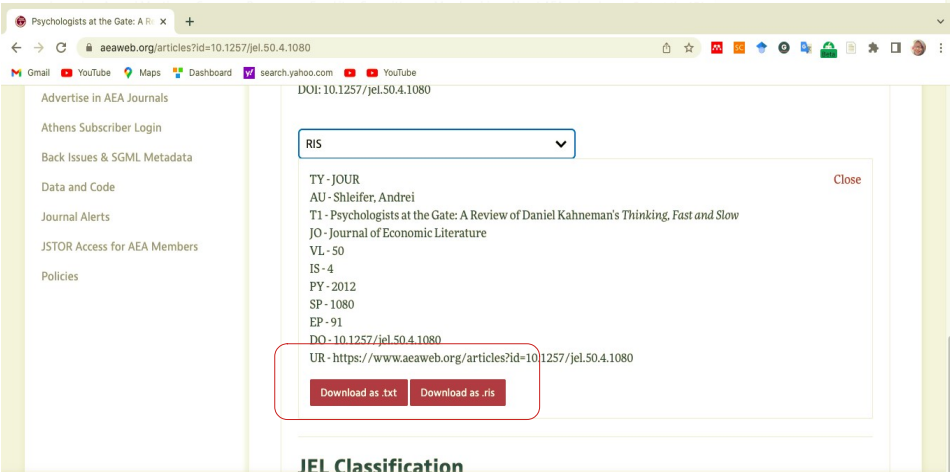 Psychologists at the Gate: A Re
aeaweb.org/articles?id=10.1257/jel.50.4.1080
Gmail YouTube Maps Dashboard search.yahoo.com YouTube
Advertise in AEA Journals
Athens Subscriber Login
Back Issues & SGML Metadata
Data and Code
Journal Alerts
JSTOR Access for AEA Members
Policies
DOI: 10.1257/jel.50.4.1080
RIS
Close
TY - JOUR
AU - Shleifer, Andrei
T1 - Psychologists at the Gate: A Review of Daniel Kahneman's Thinking, Fast and Slow
JO - Journal of Economic Literature
VL - 50
IS - 4
PY - 2012
SP - 1080
EP - 91
DO - 10.1257/jel.50.4.1080
UR - https://www.aeaweb.org/articles?id=10.1257/jel.50.4.1080
Download as .txt Download as .ris
JEL Classification